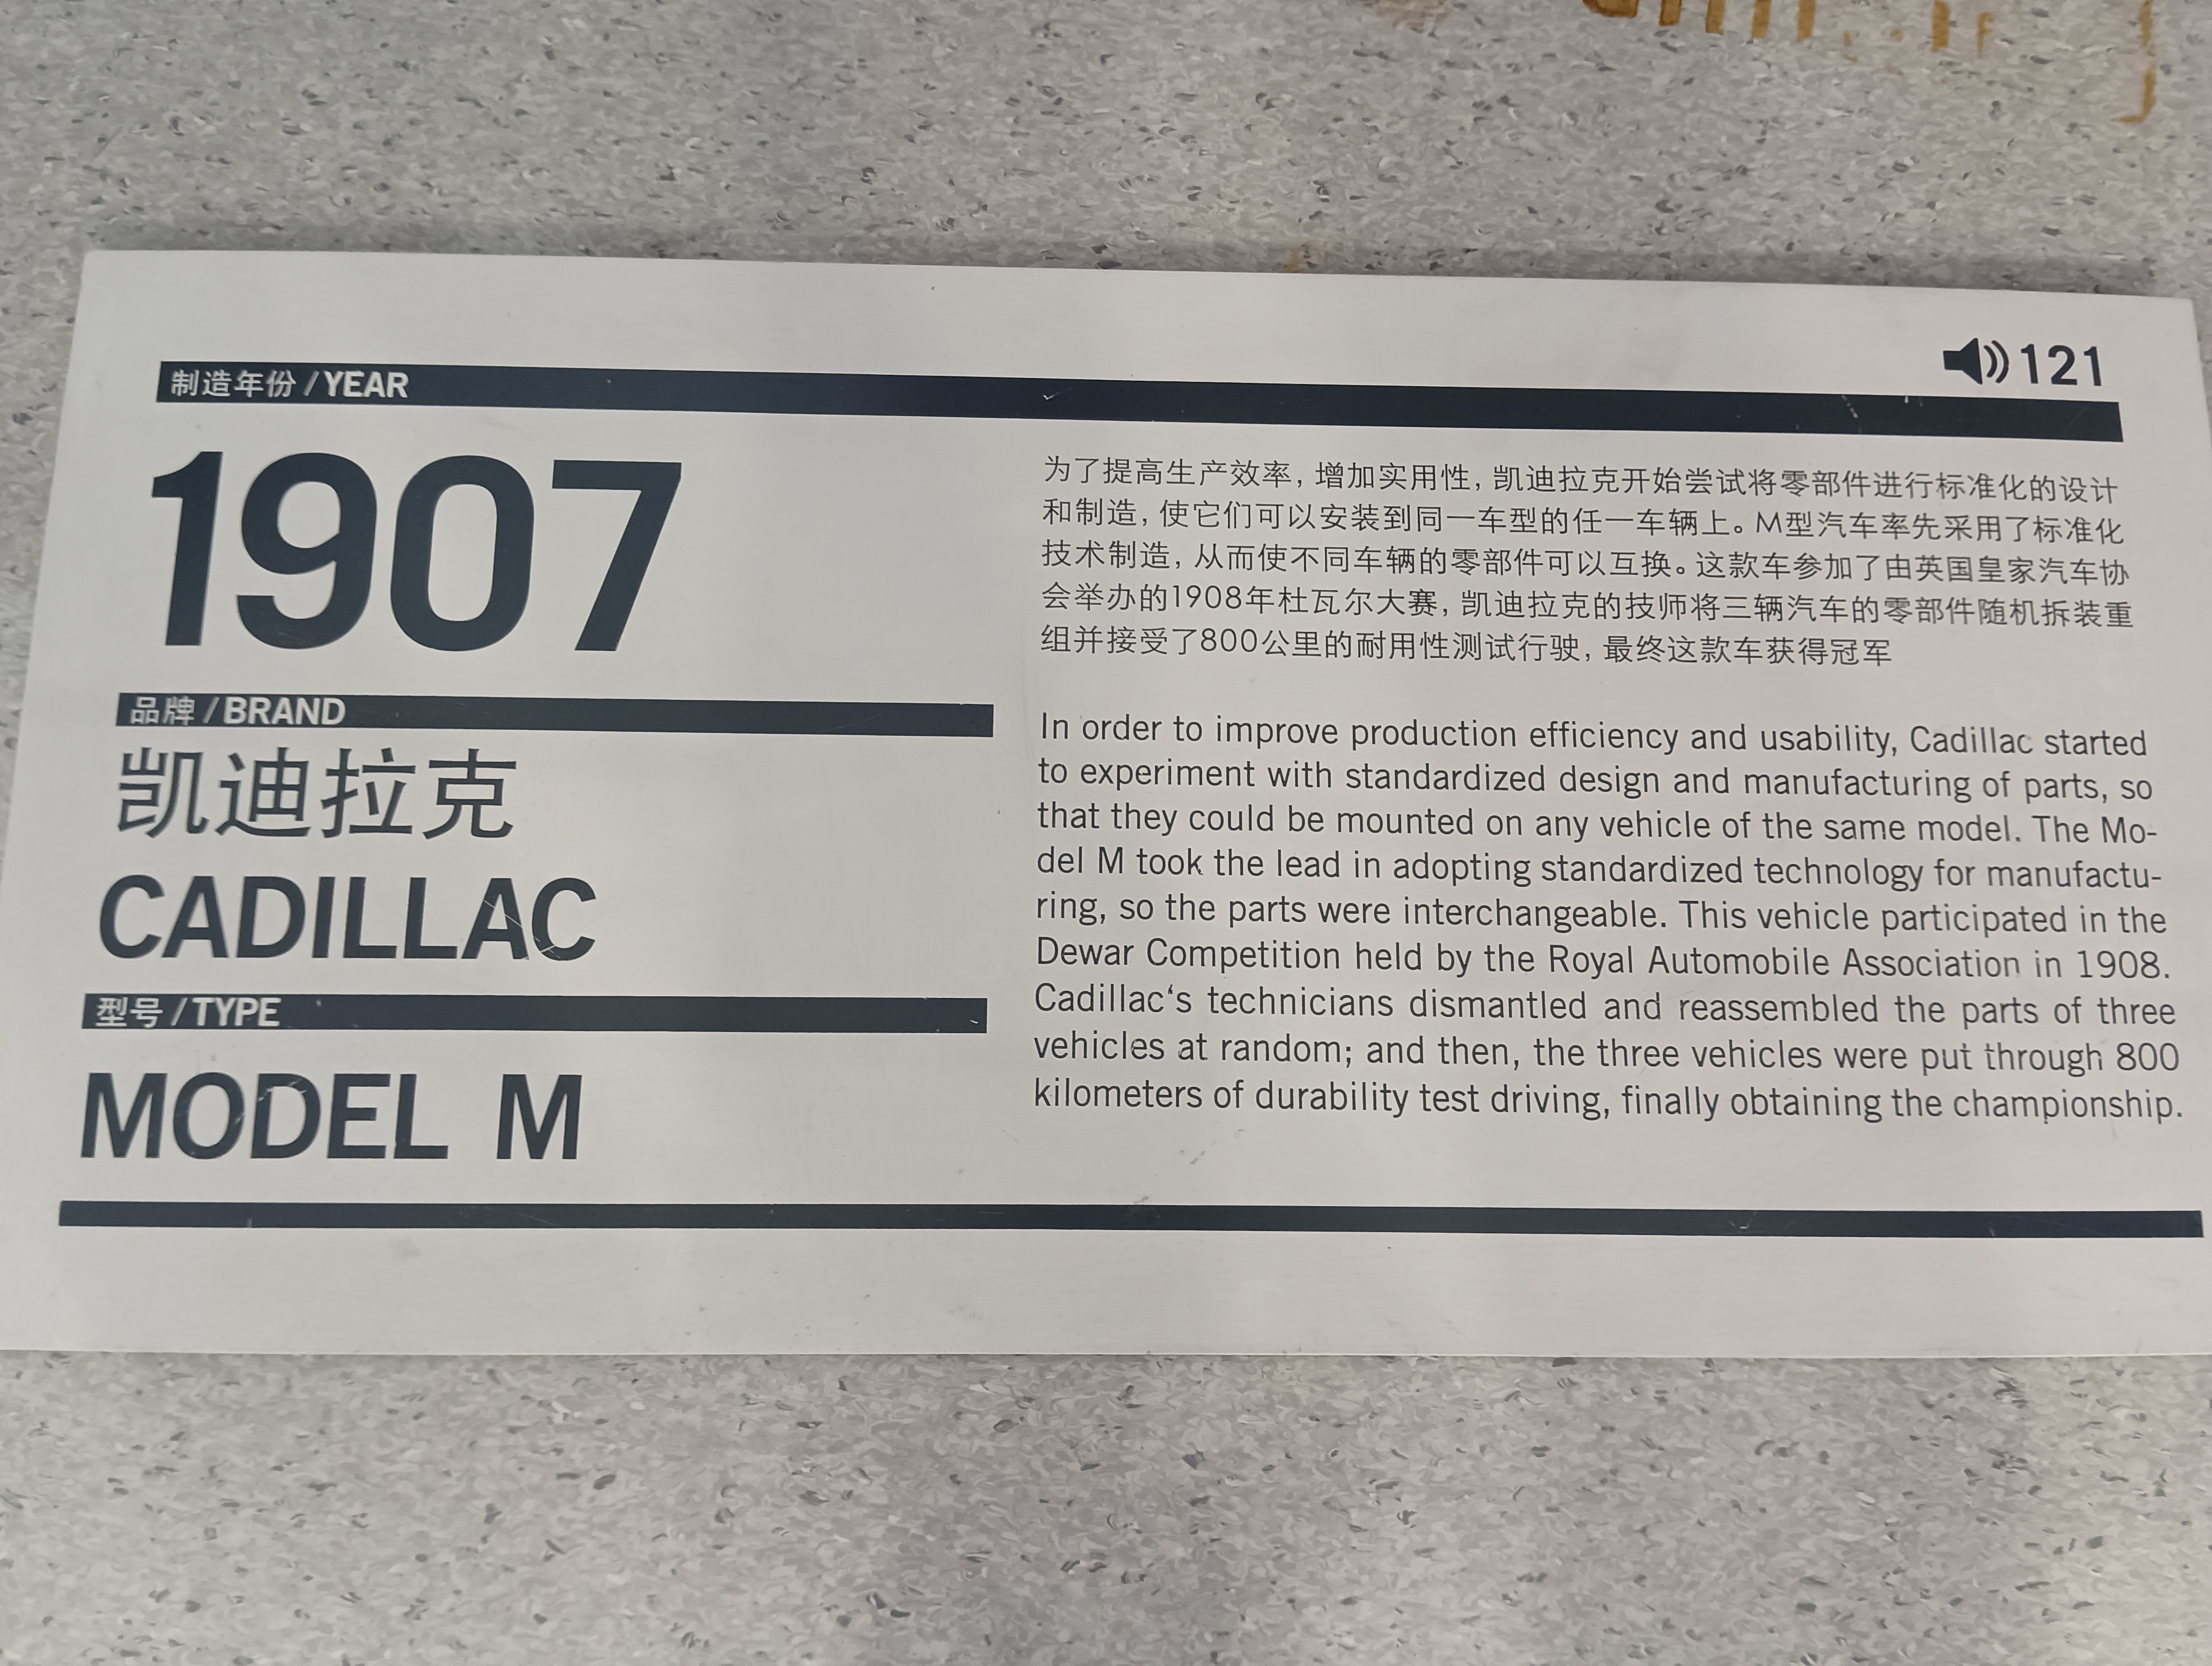 121
制造年份 / YEAR
1907
品牌 / BRAND
凯迪拉克
CADILLAC
型号 / TYPE
MODEL M
为了提高生产效率, 增加实用性, 凯迪拉克开始尝试将零部件进行标准化的设计
和制造, 使它们可以安装到同一车型的任一车辆上。M型汽车率先采用了标准化
技术制造, 从而使不同车辆的零部件可以互换。这款车参加了由英国皇家汽车协
会举办的1908年杜瓦尔大赛, 凯迪拉克的技师将三辆汽车的零部件随机拆装重
组并接受了800公里的耐用性测试行驶, 最终这款车获得冠军
In order to improve production efficiency and usability, Cadillac started
to experiment with standardized design and manufacturing of parts, so
that they could be mounted on any vehicle of the same model. The Mo-
del M took the lead in adopting standardized technology for manufactu-
ring, so the parts were interchangeable. This vehicle participated in the
Dewar Competition held by the Royal Automobile Association in 1908.
Cadillac‘s technicians dismantled and reassembled the parts of three
vehicles at random; and then, the three vehicles were put through 800
kilometers of durability test driving, finally obtaining the championship.